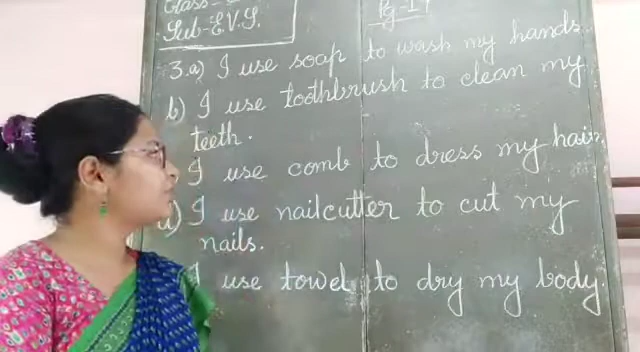 Class-
Pg-17
Sub-E.V.S.
3.a) I use soap to wash my hands.
b) I use toothbrush to clean my
teeth.
I use comb to dress my hair.
d) I use nailcutter to cut my
nails.
I use towel to dry my body.